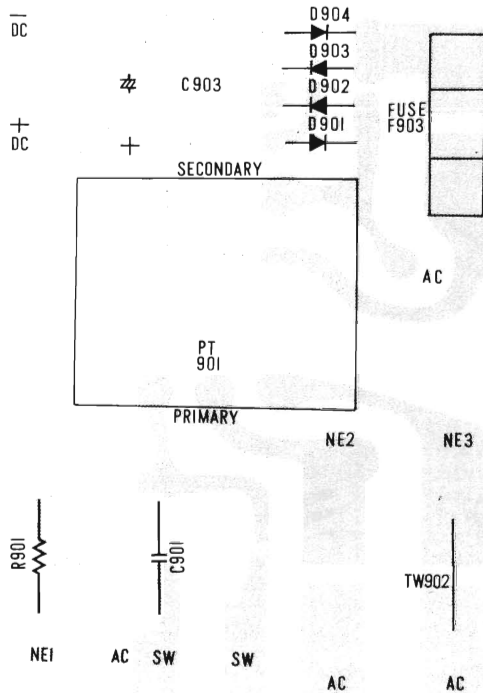 DC
D904
D903
C903
D902
FUSE
F903
+
DC
D901
SECONDARY
AC
PT
901
PRIMARY
NE2
NE3
R901
C901
TW902
NE1
AC
SW
SW
AC
AC